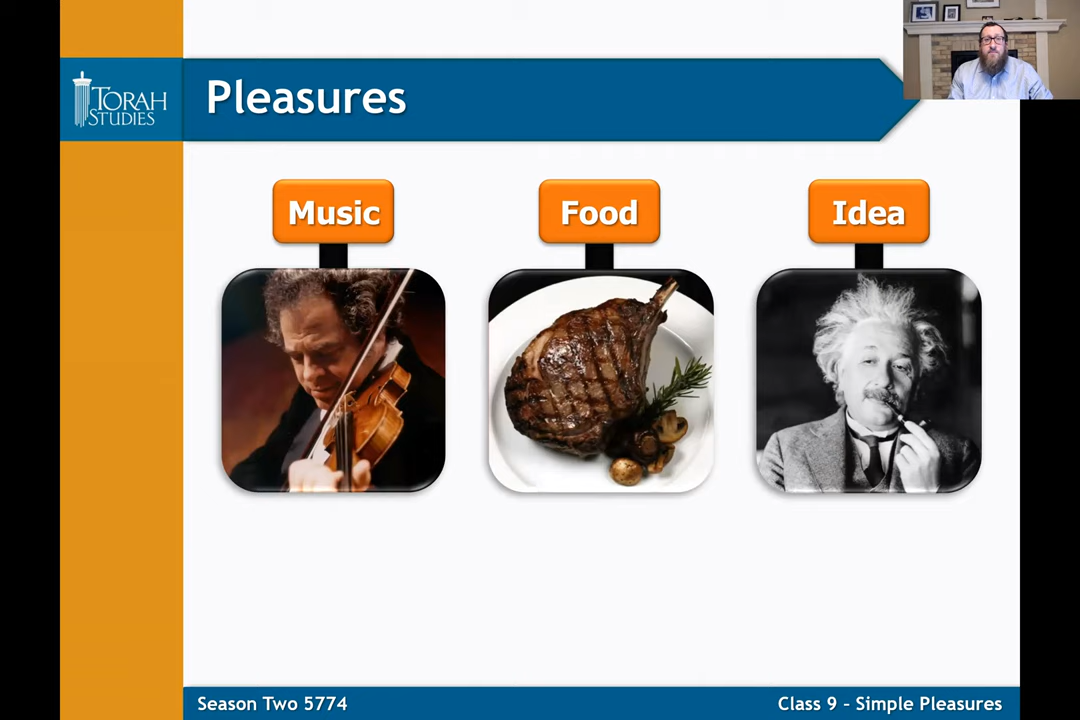 TORAH
STUDIES
Pleasures
Music
Food
Idea
Season Two 5774
Class 9 – Simple Pleasures